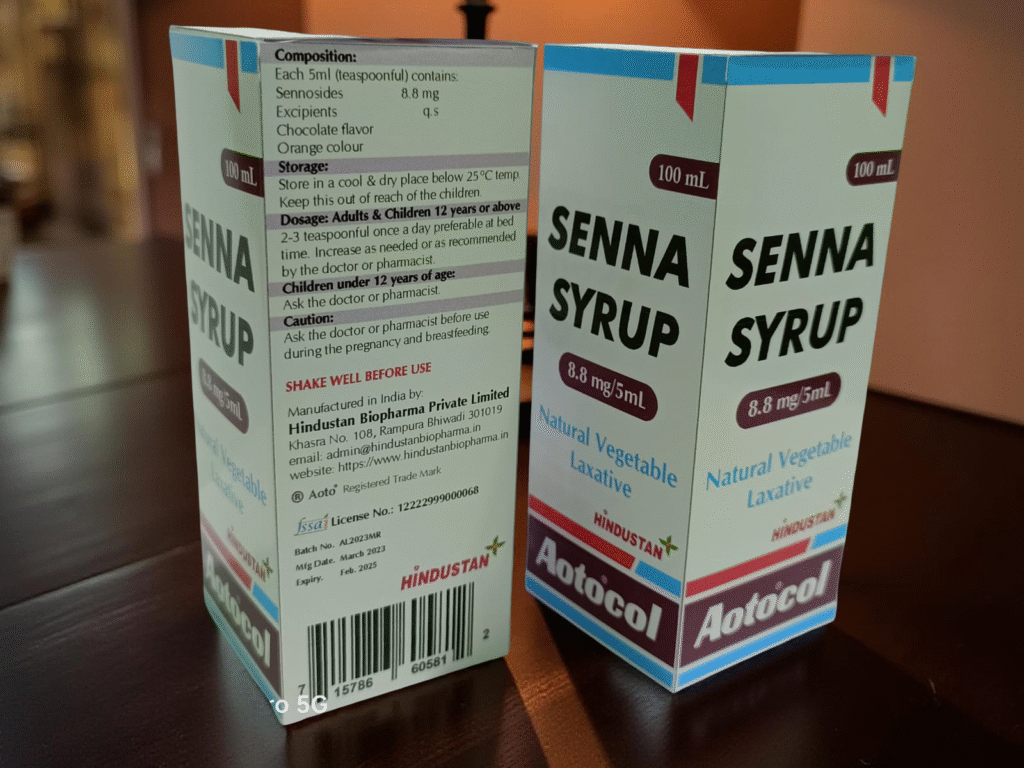 100 mL
SENNA
SYRUP
8.8 mg/5mL
Natural Vegetable
Laxative
HINDUSTAN
Aotocol
Composition:
Each 5ml (teaspoonful) contains:
Sennosides 8.8 mg
Excipients q.s
Chocolate flavor
Orange colour
Storage:
Store in a cool & dry place below 25°C temp.
Keep this out of reach of the children.
Dosage: Adults & Children 12 years or above
2-3 teaspoonful once a day preferable at bed
time. Increase as needed or as recommended
by the doctor or pharmacist.
Children under 12 years of age:
Ask the doctor or pharmacist.
Caution:
Ask the doctor or pharmacist before use
during the pregnancy and breastfeeding.
SHAKE WELL BEFORE USE
Manufactured in India by:
Hindustan Biopharma Private Limited
Khasra No. 108, Rampura Bhiwadi 301019
email: admin@hindustanbiopharma.in
website: https://www.hindustanbiopharma.in
® Aoto® Registered Trade Mark
fssai License No.: 12222999000068
Batch No. AL2023MR
Mfg Date. March 2023
Expiry. Feb. 2025
HINDUSTAN
7 15786 60581 2
ro 5G
100 mL
SENNA
SYRUP
8.8 mg/5mL
Natural Vegetable
Laxative
HINDUSTAN
Aoto®col
100 mL
SENNA
SYRUP
8.8 mg/5mL
Natural Vegetable
Laxative
HINDUSTAN
Aoto®col